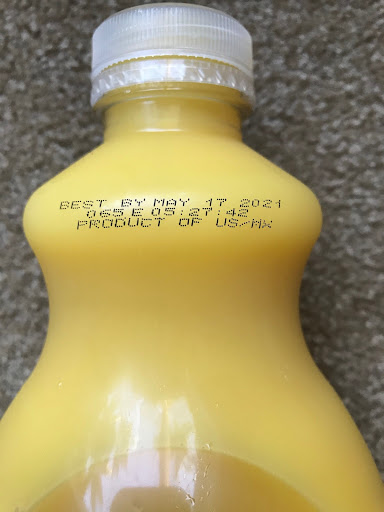 BEST BY MAY 17 2021
065 E 05:27:42
PRODUCT OF US/MX